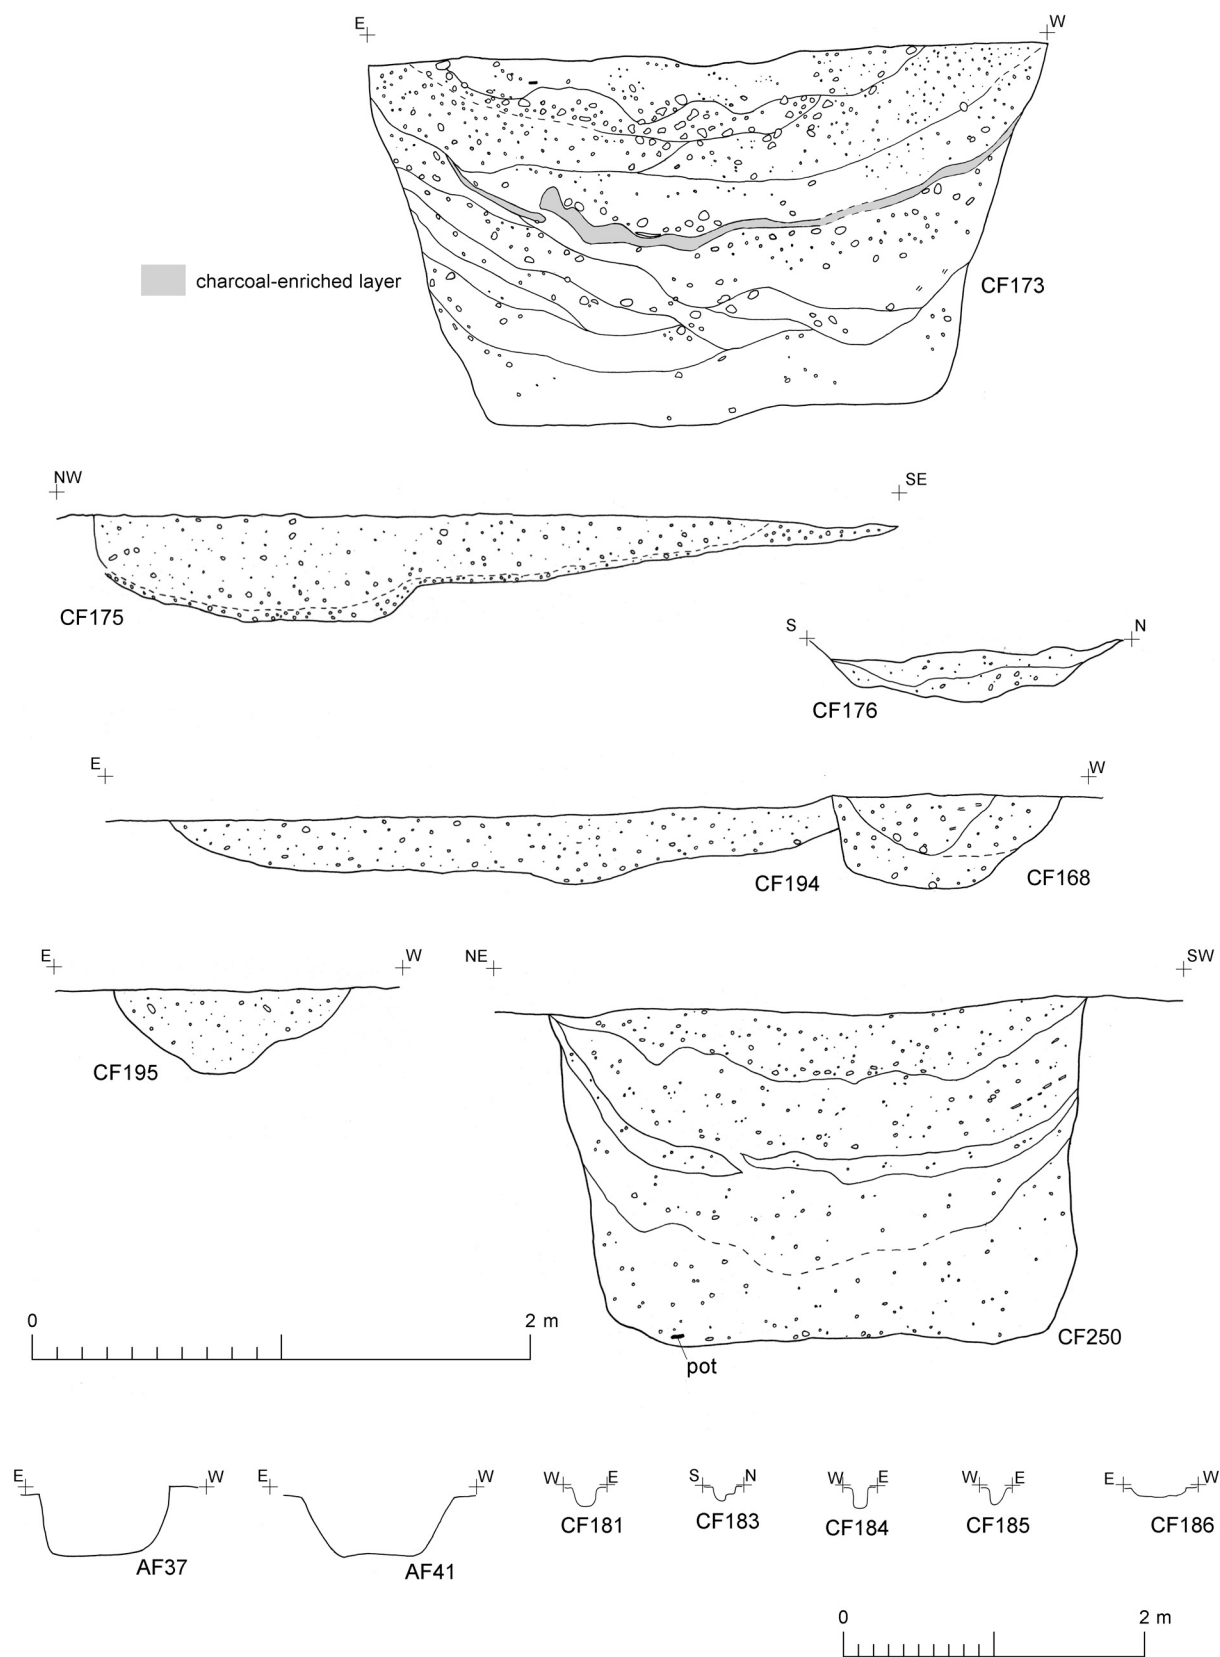 E W
charcoal-enriched layer
CF173
NW SE
CF175
S N
CF176
E W
CF194 CF168
E W NE SW
CF195
0 2 m
CF250
pot
E W E W W E S N W E W E E W
CF181 CF183 CF184 CF185 CF186
AF37 AF41
0 2 m